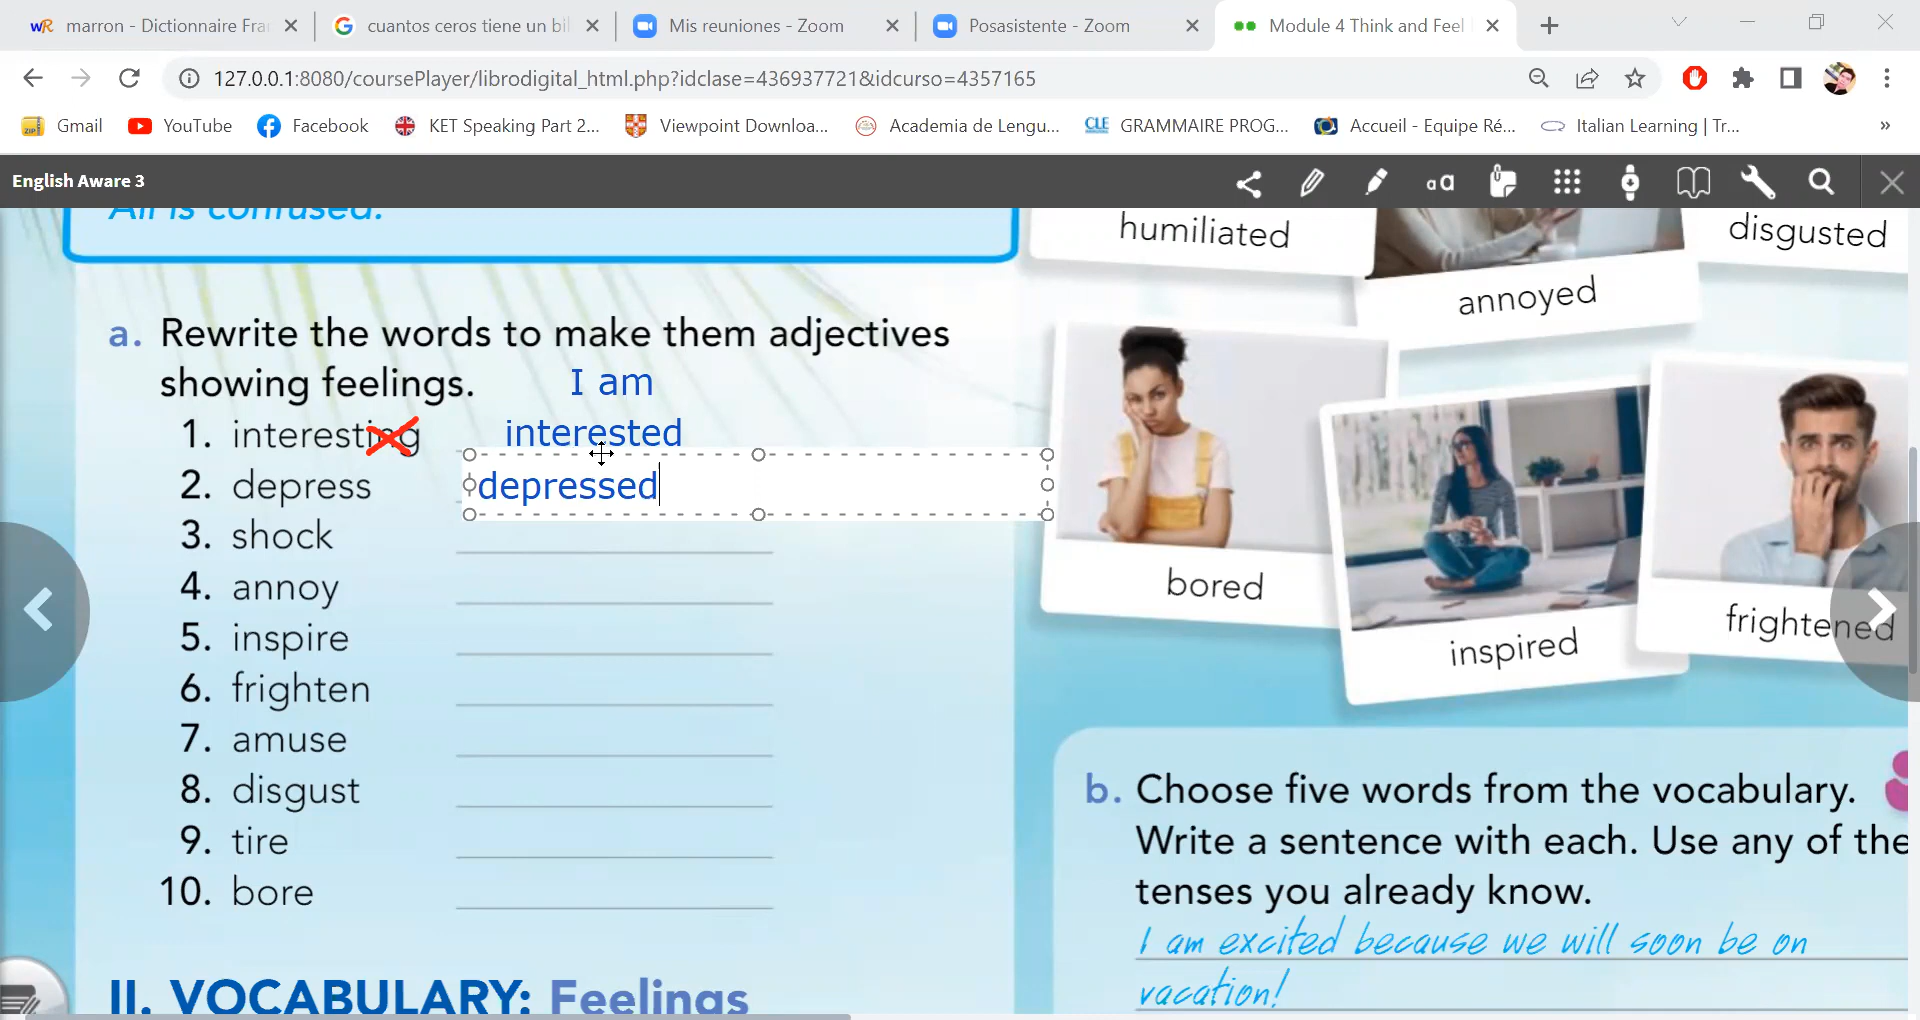 marron - Dictionnaire Fra
cuantos ceros tiene un bil
Mis reuniones - Zoom
Posasistente - Zoom
Module 4 Think and Feel
127.0.0.1:8080/coursePlayer/librodigital_html.php?idclase=436937721&idcurso=4357165
Gmail
YouTube
Facebook
KET Speaking Part 2...
Viewpoint Downloa...
Academia de Lengu...
CLE
GRAMMAIRE PROG...
Accueil - Equipe Ré...
Italian Learning | Tr...
»
English Aware 3
aa
Ali is confused.
humiliated
disgusted
annoyed
a. Rewrite the words to make them adjectives
showing feelings.
I am
1. interesting
interested
2. depress
depressed
3. shock
4. annoy
5. inspire
6. frighten
7. amuse
8. disgust
9. tire
10. bore
bored
inspired
frightened
II. VOCABULARY: Feelings
b. Choose five words from the vocabulary.
Write a sentence with each. Use any of the
tenses you already know.
I am excited because we will soon be on
vacation!